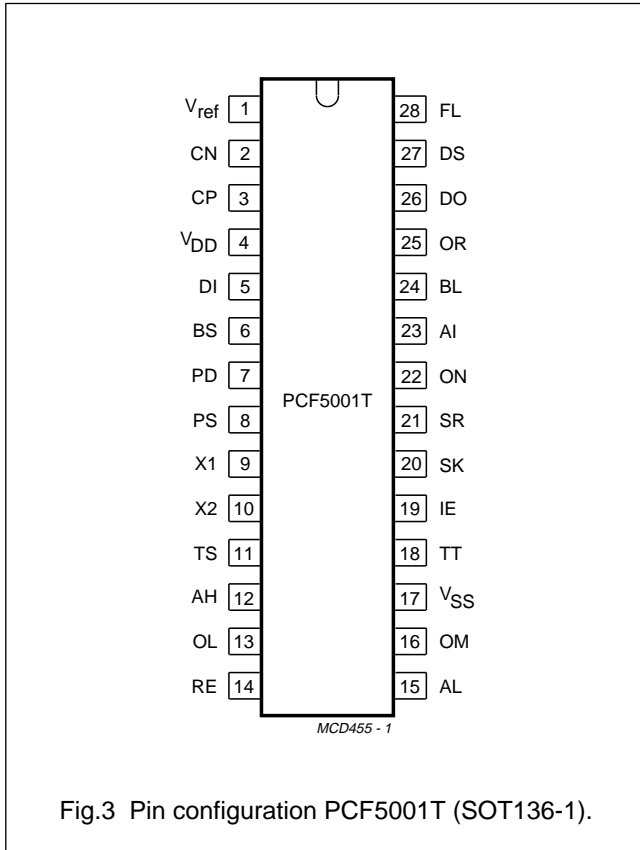 Vref 1 28 FL
CN 2 27 DS
CP 3 26 DO
VDD 4 25 OR
DI 5 24 BL
BS 6 23 AI
PD 7 22 ON
PCF5001T
PS 8 21 SR
X1 9 20 SK
X2 10 19 IE
TS 11 18 TT
AH 12 17 VSS
OL 13 16 OM
RE 14 15 AL
MCD455 - 1
Fig.3 Pin configuration PCF5001T (SOT136-1).